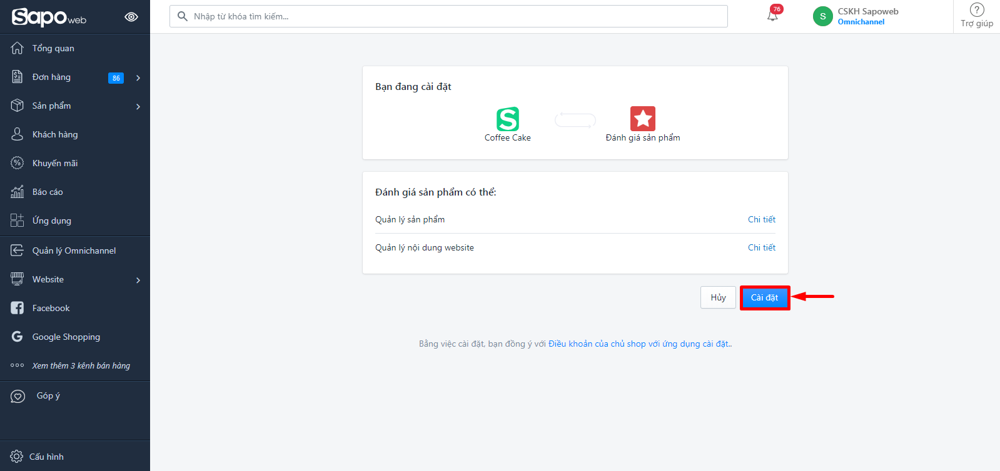 Sapo web
Nhập từ khóa tìm kiếm...
76
S
CSKH Sapoweb
Omnichannel
?
Trợ giúp
Tổng quan
Đơn hàng 86
Sản phẩm
Khách hàng
Khuyến mãi
Báo cáo
Ứng dụng
Quản lý Omnichannel
Website
Facebook
Google Shopping
Xem thêm 3 kênh bán hàng
Góp ý
Cấu hình
Bạn đang cài đặt
Coffee Cake
Đánh giá sản phẩm
Đánh giá sản phẩm có thể:
Quản lý sản phẩm Chi tiết
Quản lý nội dung website Chi tiết
Hủy Cài đặt
Bằng việc cài đặt, bạn đồng ý với Điều khoản của chủ shop với ứng dụng cài đặt..